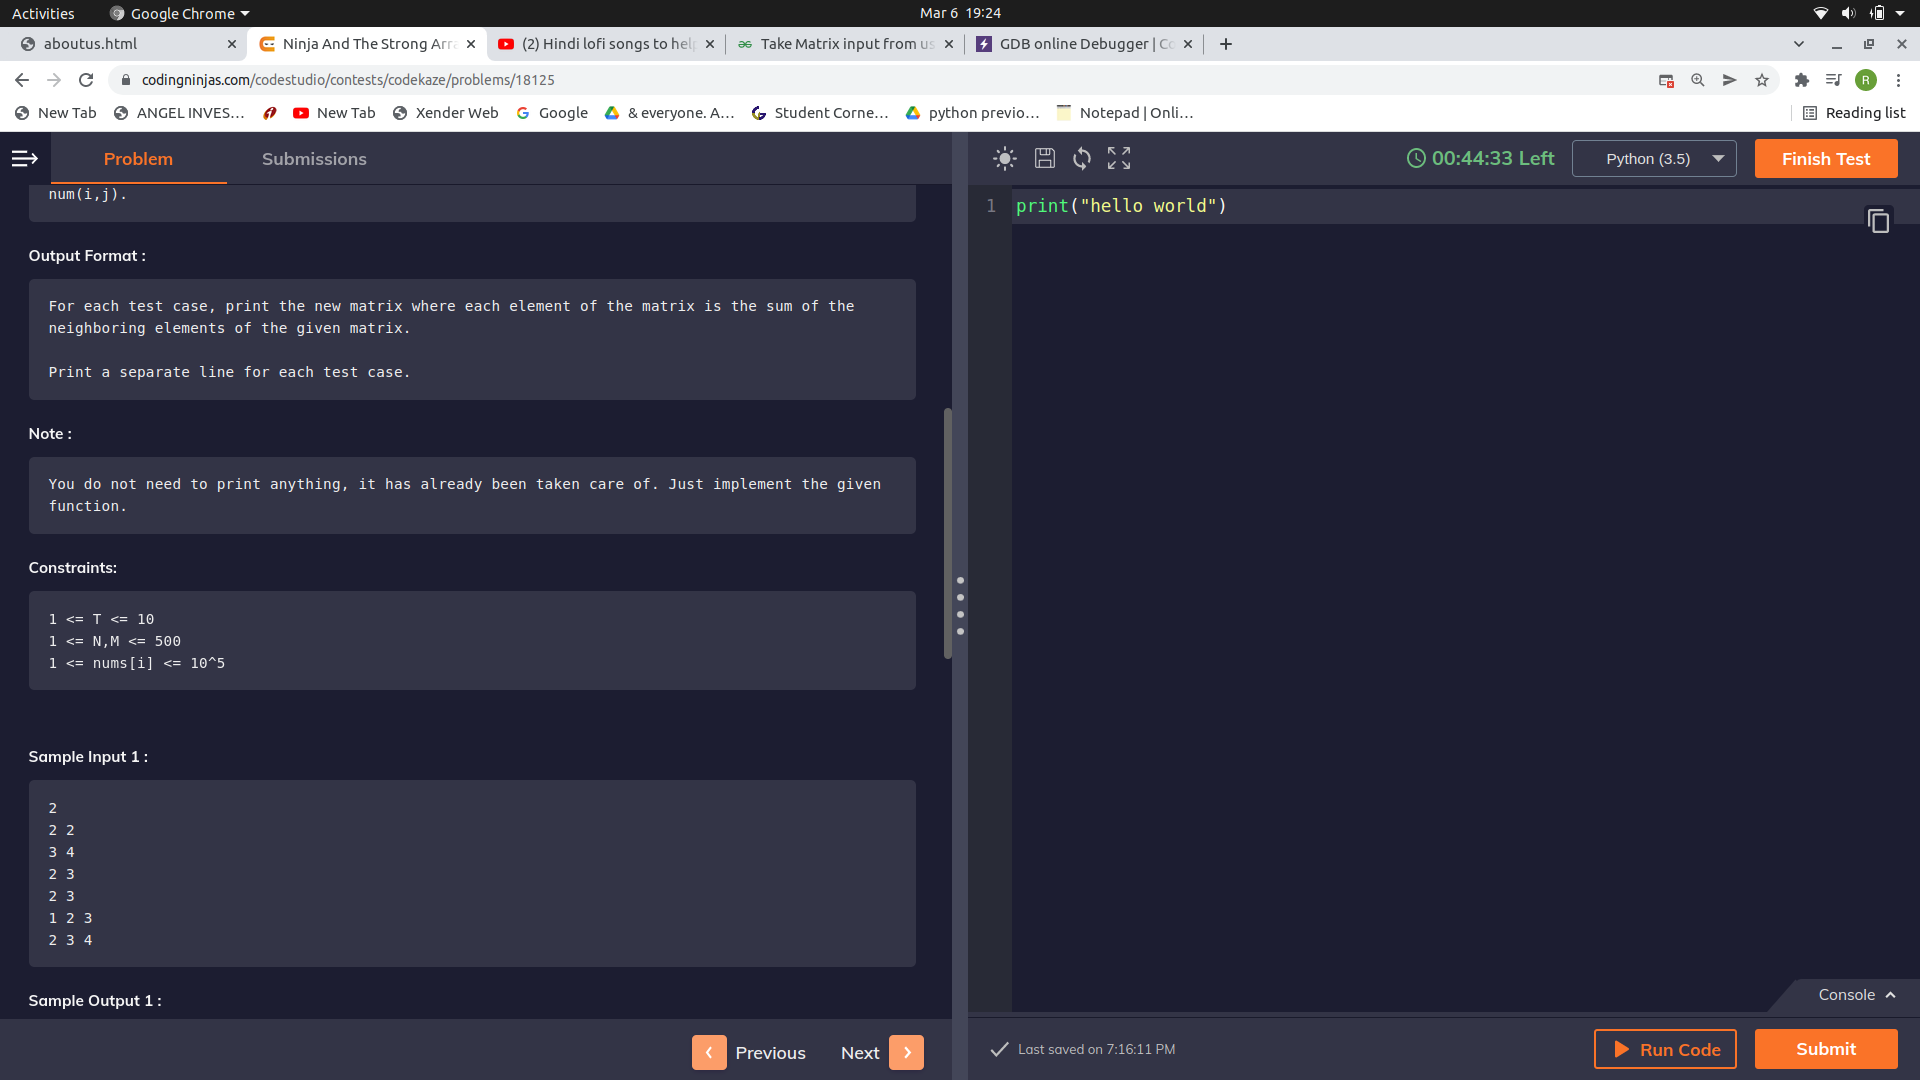 Activities
Google Chrome
Mar 6 19:24
aboutus.html
Ninja And The Strong Arra
(2) Hindi lofi songs to help
Take Matrix input from us
GDB online Debugger | Co
codingninjas.com/codestudio/contests/codekaze/problems/18125
R
New Tab
ANGEL INVES...
New Tab
Xender Web
Google
& everyone. A...
Student Corne...
python previo...
Notepad | Onli...
Reading list
Problem
Submissions
00:44:33 Left
Python (3.5)
Finish Test
num(i,j).
Output Format :
For each test case, print the new matrix where each element of the matrix is the sum of the
neighboring elements of the given matrix.
Print a separate line for each test case.
Note :
You do not need to print anything, it has already been taken care of. Just implement the given
function.
Constraints:
1 <= T <= 10
1 <= N,M <= 500
1 <= nums[i] <= 10^5
Sample Input 1 :
2
2 2
3 4
2 3
2 3
1 2 3
2 3 4
Sample Output 1 :
Previous
Next
1
print("hello world")
Console
Last saved on 7:16:11 PM
Run Code
Submit